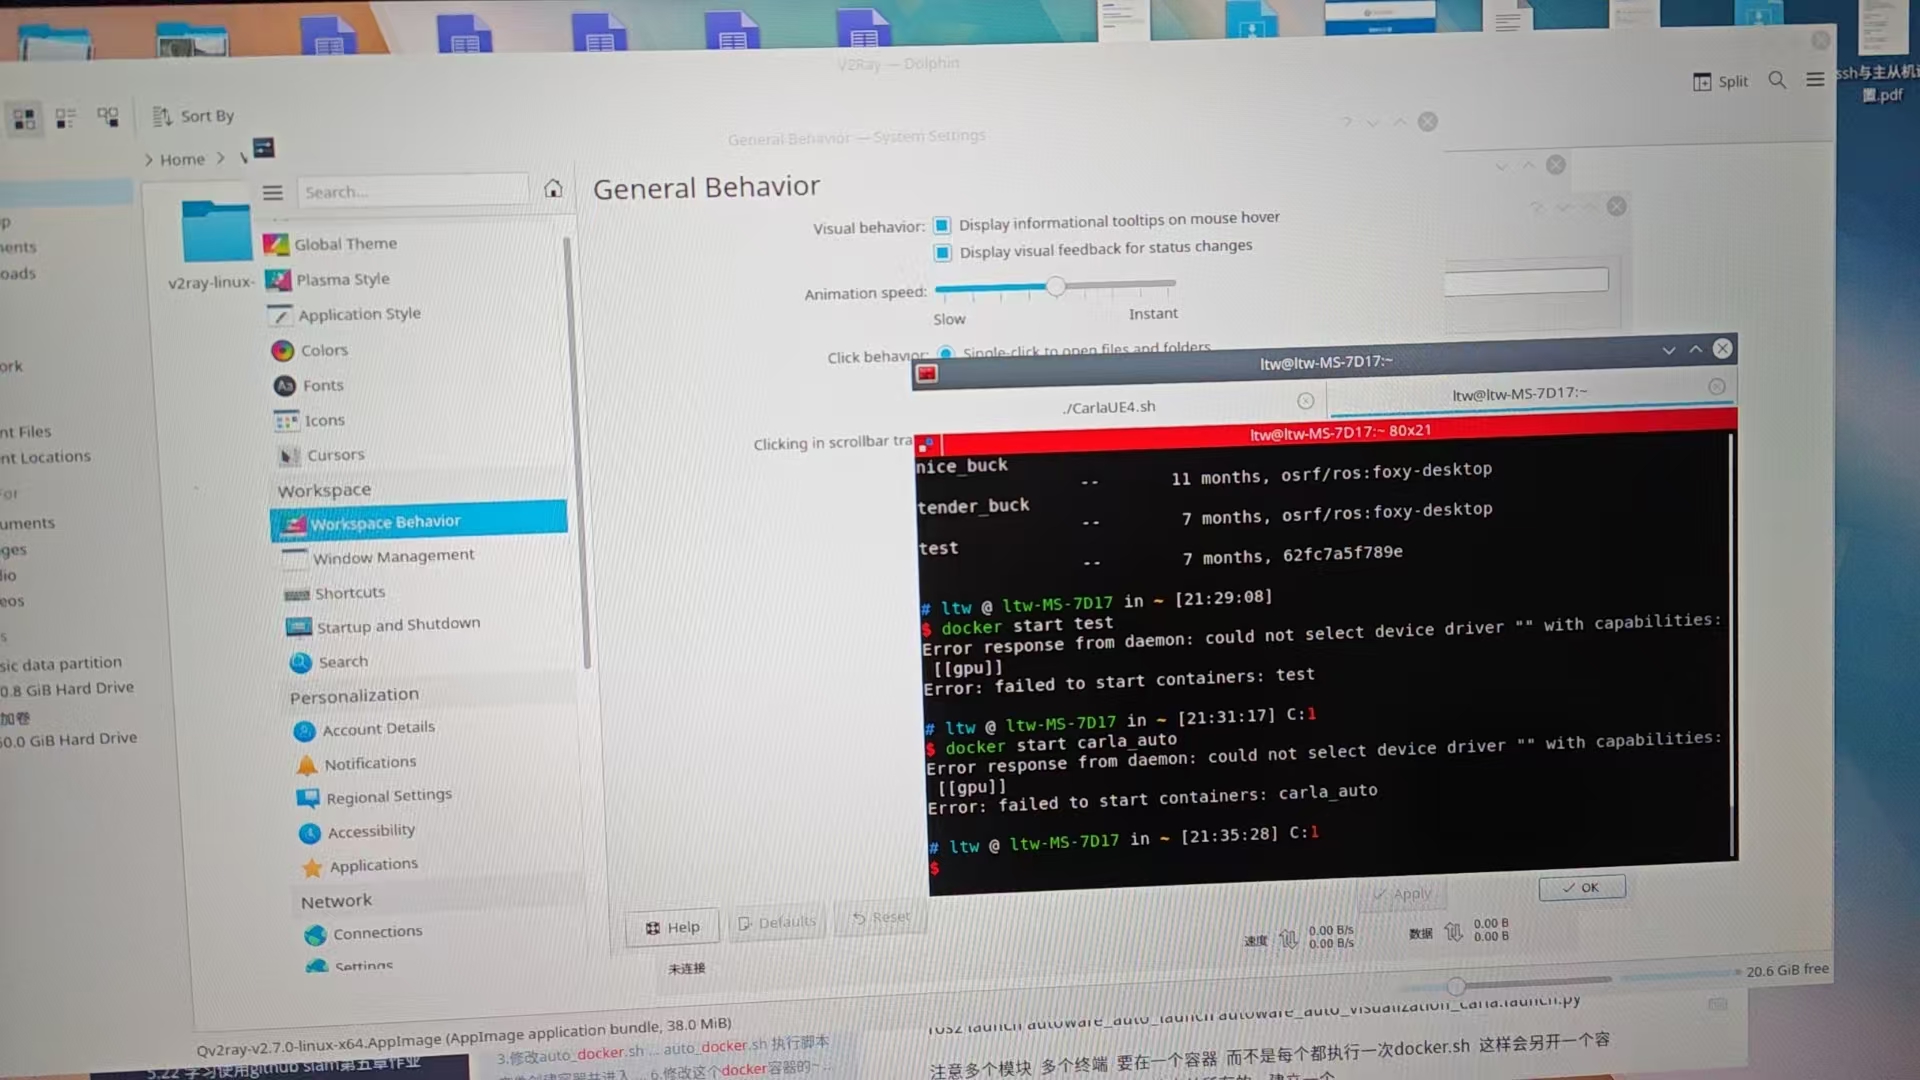 ssh与主从机
置.pdf
V2Ray — Dolphin
Split
Sort By
Home
General Behavior — System Settings
Search...
General Behavior
v2ray-linux-
Global Theme
Plasma Style
Application Style
Colors
Fonts
Icons
Cursors
Workspace
Workspace Behavior
Window Management
Shortcuts
Startup and Shutdown
Search
Personalization
Account Details
Notifications
Regional Settings
Accessibility
Applications
Network
Connections
Settings
ents
oads
ork
nt Files
nt Locations
uments
ges
dio
eos
sic data partition
0.8 GiB Hard Drive
加卷
50.0 GiB Hard Drive
Visual behavior: Display informational tooltips on mouse hover
Display visual feedback for status changes
Animation speed:
Slow Instant
Click behavior: Single-click to open files and folders
Clicking in scrollbar tra
ltw@ltw-MS-7D17:~
./CarlaUE4.sh
ltw@ltw-MS-7D17:~
ltw@ltw-MS-7D17:~ 80x21
nice_buck
-- 11 months, osrf/ros:foxy-desktop
tender_buck
-- 7 months, osrf/ros:foxy-desktop
test
-- 7 months, 62fc7a5f789e
# ltw @ ltw-MS-7D17 in ~ [21:29:08]
$ docker start test
Error response from daemon: could not select device driver "" with capabilities:
[[gpu]]
Error: failed to start containers: test
# ltw @ ltw-MS-7D17 in ~ [21:31:17] C:1
$ docker start carla_auto
Error response from daemon: could not select device driver "" with capabilities:
[[gpu]]
Error: failed to start containers: carla_auto
# ltw @ ltw-MS-7D17 in ~ [21:35:28] C:1
$
Help
Defaults
Reset
Apply
OK
未连接
速度 0.00 B/s
0.00 B/s
数据 0.00 B
0.00 B
20.6 GiB free
Qv2ray-v2.7.0-linux-x64.AppImage (AppImage application bundle, 38.0 MiB)
5.22 学习使用github slam第五章作业
3.修改auto_docker.sh ... auto_docker.sh 执行脚本
6.修改这个docker容器的~...
ros2 launch autoware_auto_launch autoware_auto_visualization_carla.launch.py
注意多个模块 多个终端 要在一个容器 而不是每个都执行一次docker.sh 这样会另开一个容